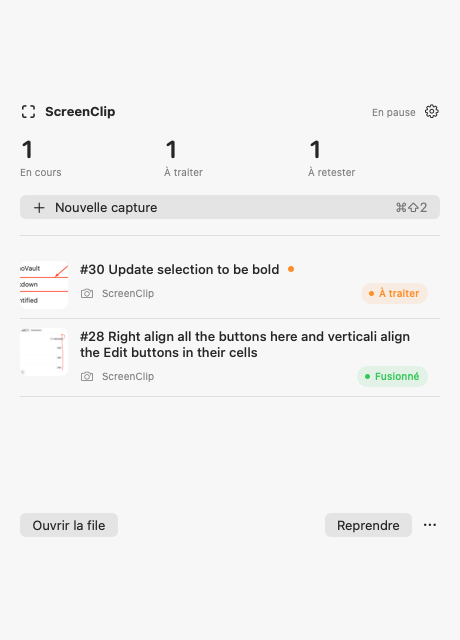 ScreenClip
En pause
1
1
1
En cours
À traiter
À retester
Nouvelle capture
⌘⇧2
#30 Update selection to be bold
ScreenClip
À traiter
#28 Right align all the buttons here and verticali align
the Edit buttons in their cells
ScreenClip
Fusionné
Ouvrir la file
Reprendre